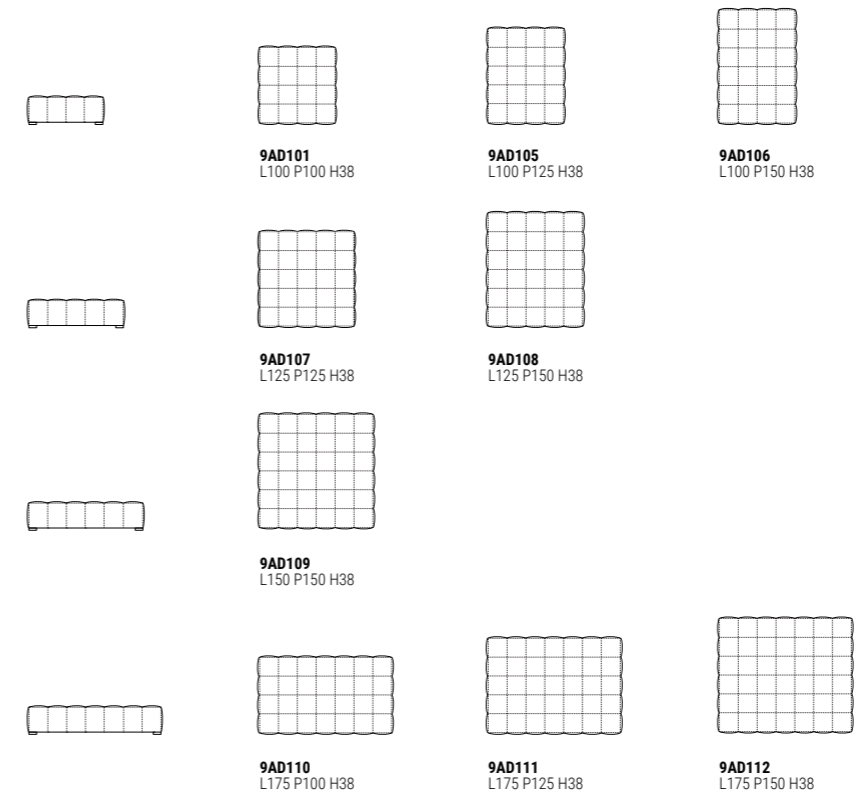 9AD101
L100 P100 H38
9AD105
L100 P125 H38
9AD106
L100 P150 H38
9AD107
L125 P125 H38
9AD108
L125 P150 H38
9AD109
L150 P150 H38
9AD110
L175 P100 H38
9AD111
L175 P125 H38
9AD112
L175 P150 H38